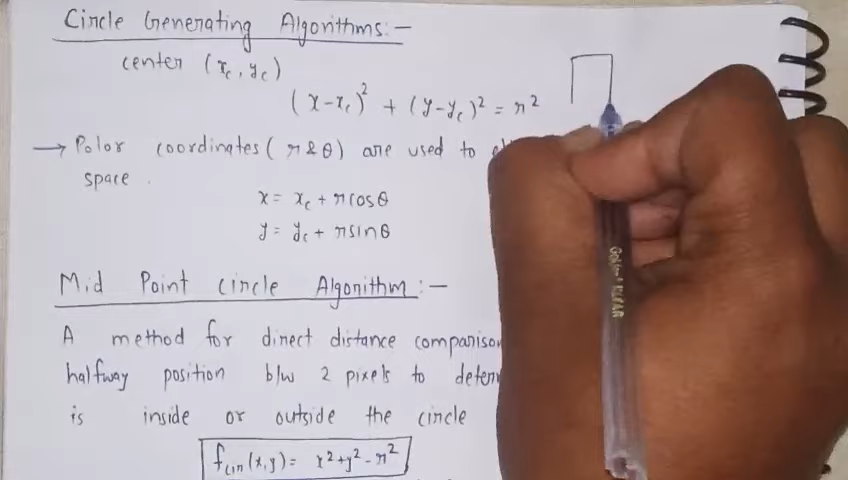 Circle Generating Algorithms:-
center (xc, yc)
(x-xc)² + (y-yc)² = r²
→ Polar coordinates (r & θ) are used to
space.
x = xc + r cosθ
y = yc + r sinθ
Mid Point circle Algorithm :-
A method for direct distance
halfway position b/w 2 pixels to
is inside or outside the circle
fcir(x,y) = x²+y²-r²